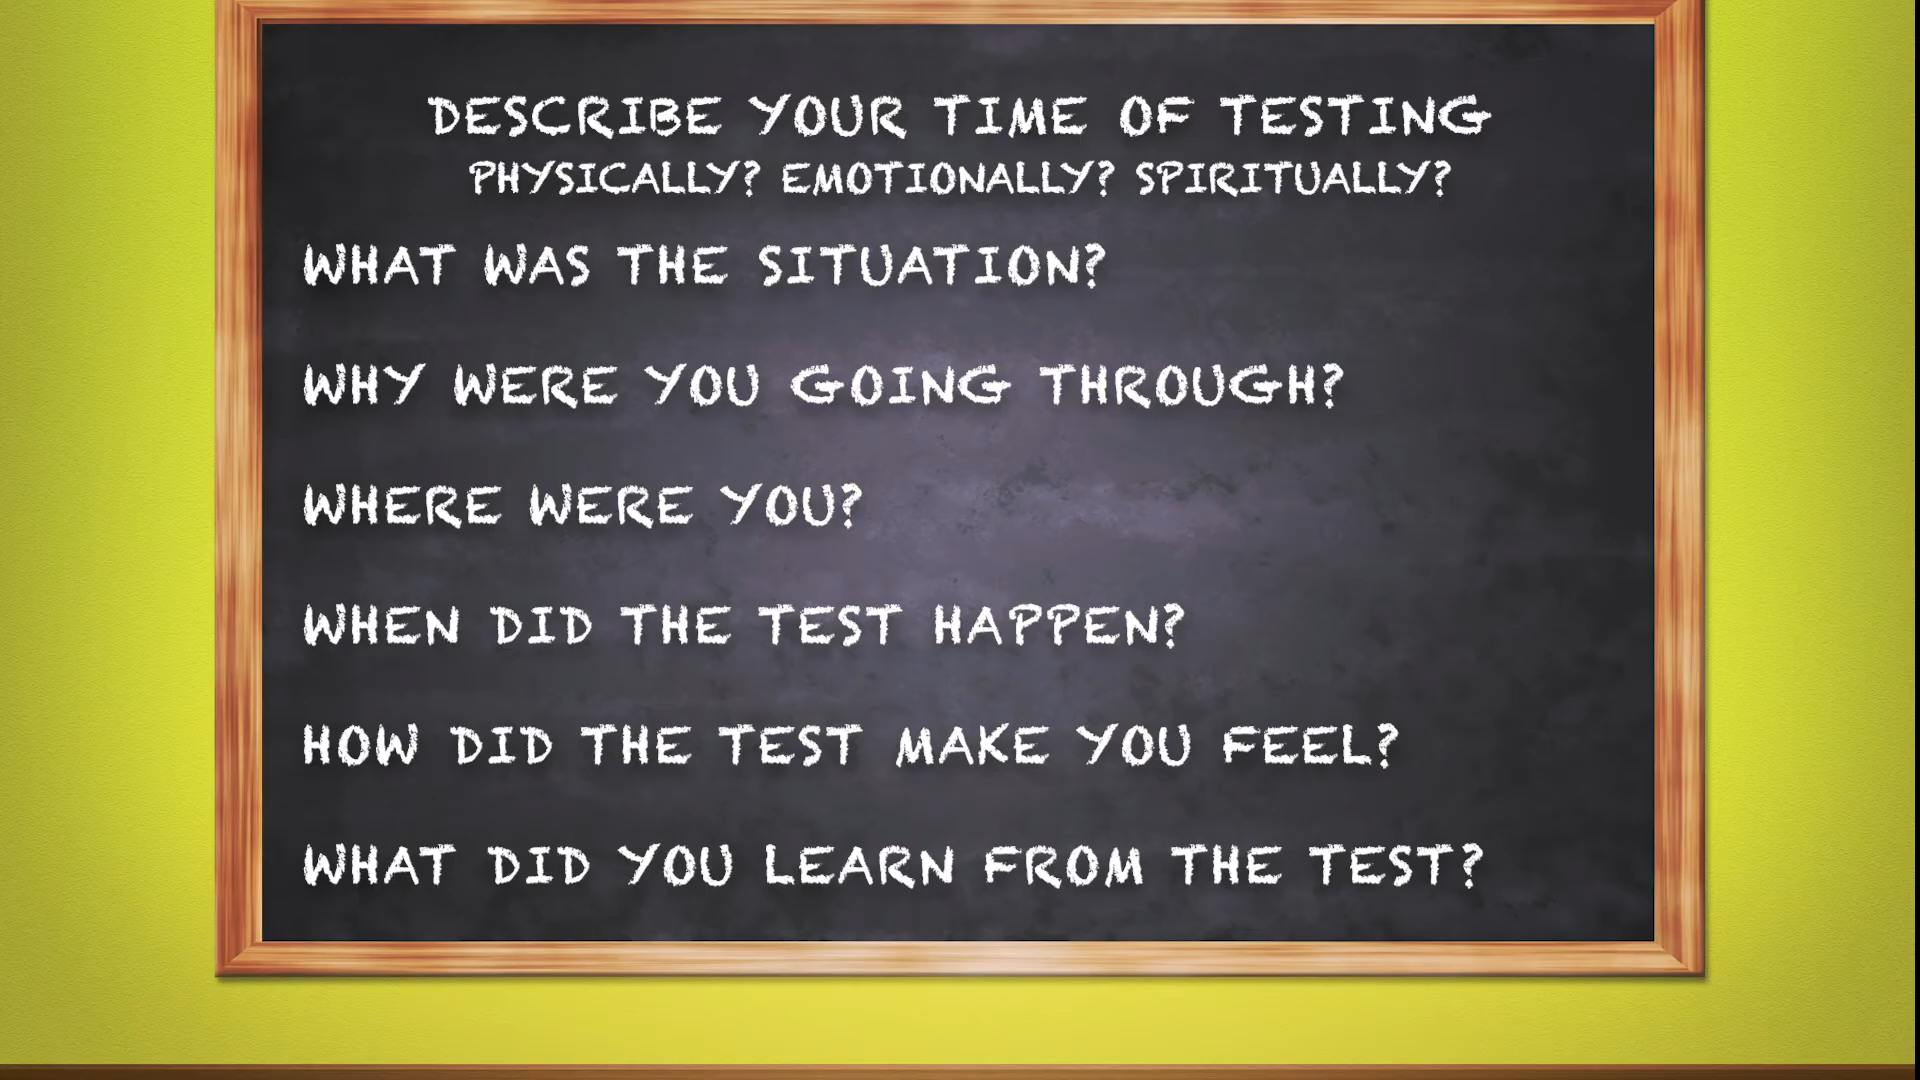 DESCRIBE YOUR TIME OF TESTING
PHYSICALLY? EMOTIONALLY? SPIRITUALLY?
WHAT WAS THE SITUATION?
WHY WERE YOU GOING THROUGH?
WHERE WERE YOU?
WHEN DID THE TEST HAPPEN?
HOW DID THE TEST MAKE YOU FEEL?
WHAT DID YOU LEARN FROM THE TEST?